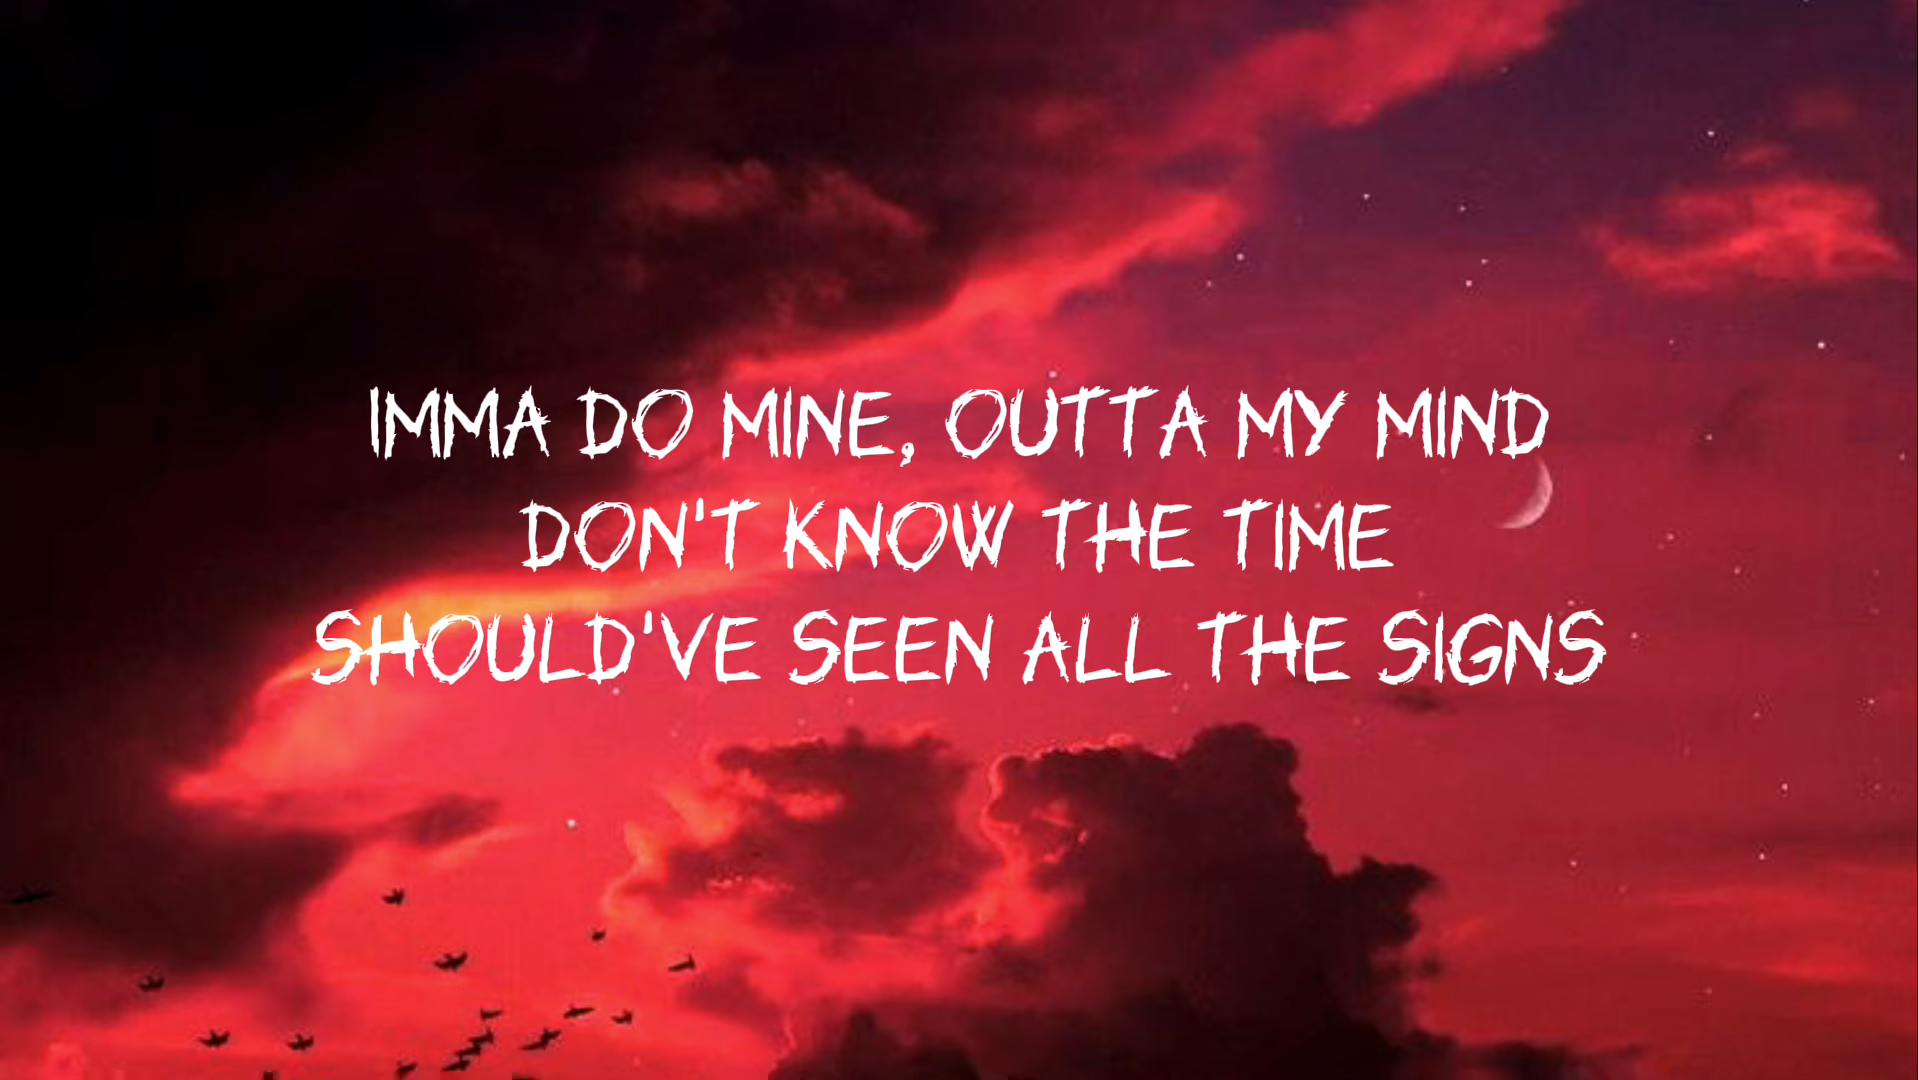 IMMA DO MINE, OUTTA MY MIND
DON'T KNOW THE TIME
SHOULD'VE SEEN ALL THE SIGNS